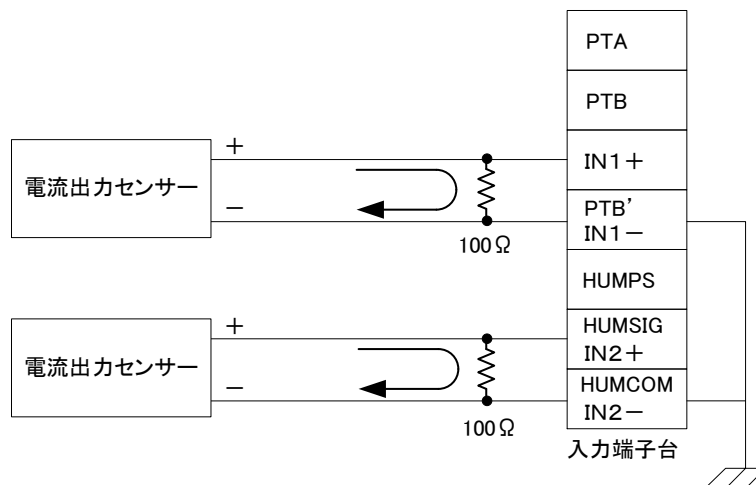 PTA
PTB
+
IN1+
電流出力センサー
−
PTB’
IN1−
100Ω
HUMPS
+
HUMSIG
IN2+
電流出力センサー
−
HUMCOM
IN2−
100Ω
入力端子台